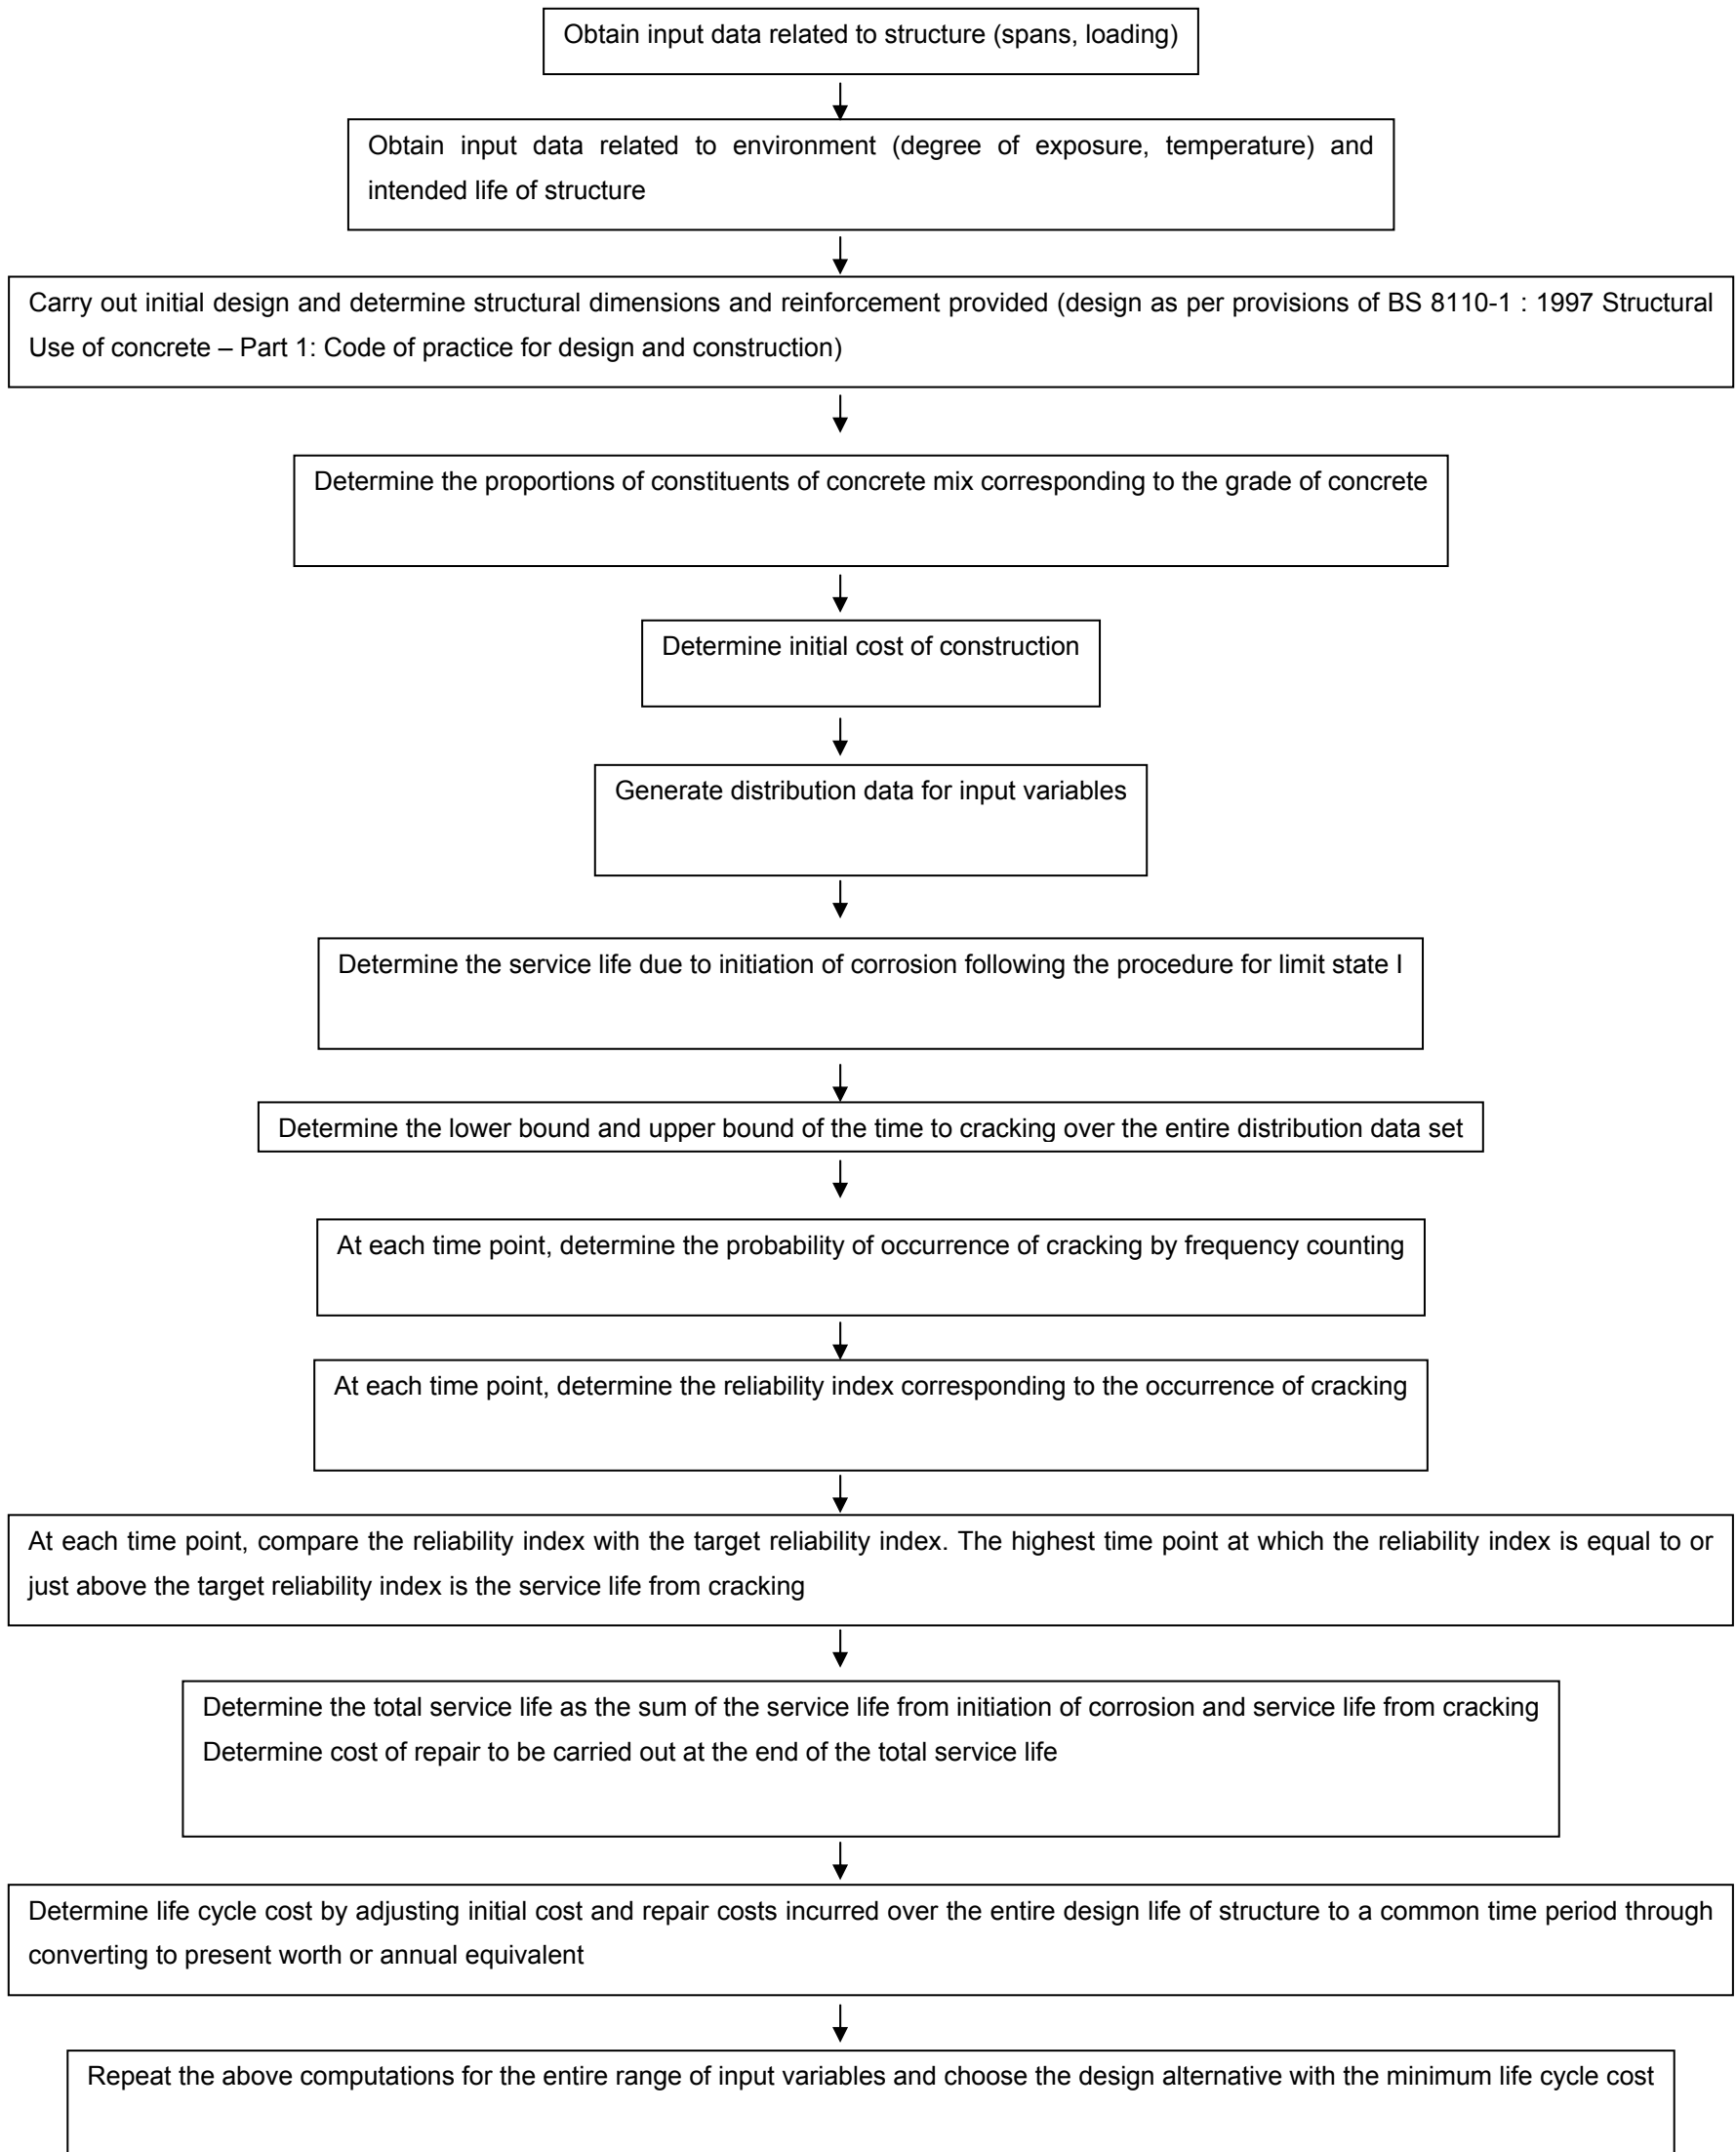 Obtain input data related to structure (spans, loading)
Obtain input data related to environment (degree of exposure, temperature) and
intended life of structure
Carry out initial design and determine structural dimensions and reinforcement provided (design as per provisions of BS 8110-1 : 1997 Structural
Use of concrete – Part 1: Code of practice for design and construction)
Determine the proportions of constituents of concrete mix corresponding to the grade of concrete
Determine initial cost of construction
Generate distribution data for input variables
Determine the service life due to initiation of corrosion following the procedure for limit state I
Determine the lower bound and upper bound of the time to cracking over the entire distribution data set
At each time point, determine the probability of occurrence of cracking by frequency counting
At each time point, determine the reliability index corresponding to the occurrence of cracking
At each time point, compare the reliability index with the target reliability index. The highest time point at which the reliability index is equal to or
just above the target reliability index is the service life from cracking
Determine the total service life as the sum of the service life from initiation of corrosion and service life from cracking
Determine cost of repair to be carried out at the end of the total service life
Determine life cycle cost by adjusting initial cost and repair costs incurred over the entire design life of structure to a common time period through
converting to present worth or annual equivalent
Repeat the above computations for the entire range of input variables and choose the design alternative with the minimum life cycle cost